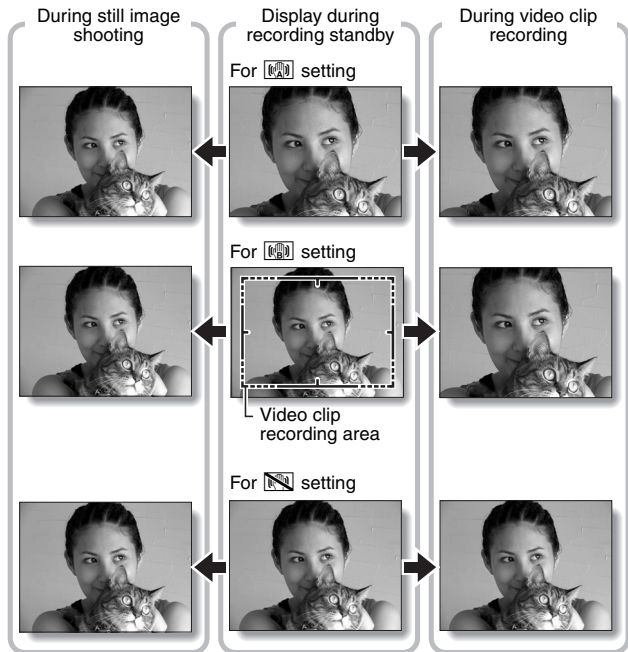 During still image
shooting
Display during
recording standby
During video clip
recording
For A setting
For B setting
Video clip
recording area
For setting